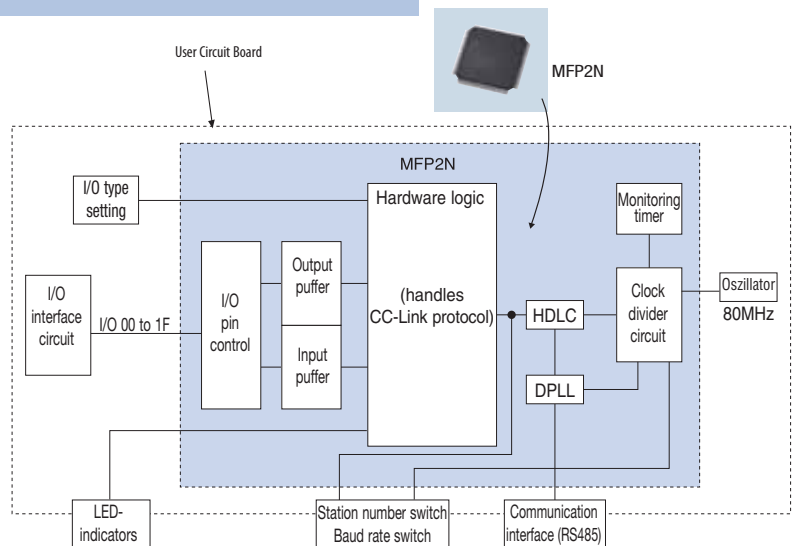 User Circuit Board
MFP2N
MFP2N
I/O type
setting
Hardware logic
Monitoring
timer
I/O
interface
circuit
I/O 00 to 1F
I/O
pin
control
Output
puffer
Input
puffer
(handles
CC-Link protocol)
HDLC
DPLL
Clock
divider
circuit
Oszillator
80MHz
LED-
indicators
Station number switch
Baud rate switch
Communication
interface (RS485)